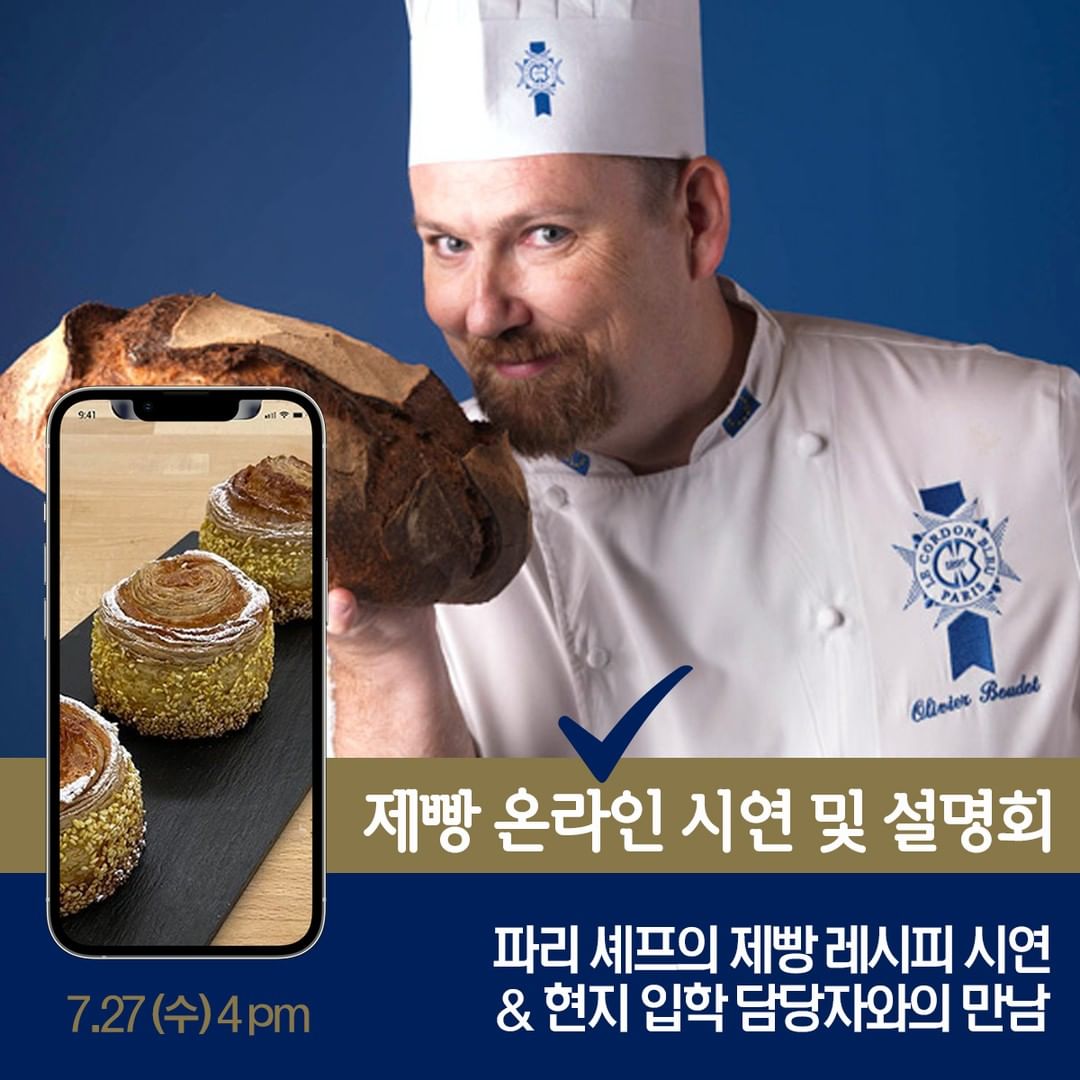 9:41
LE CORDON BLEU
PARIS
1895
Olivier Boudot
제빵 온라인 시연 및 설명회
파리 셰프의 제빵 레시피 시연
& 현지 입학 담당자와의 만남
7.27 (수) 4 pm